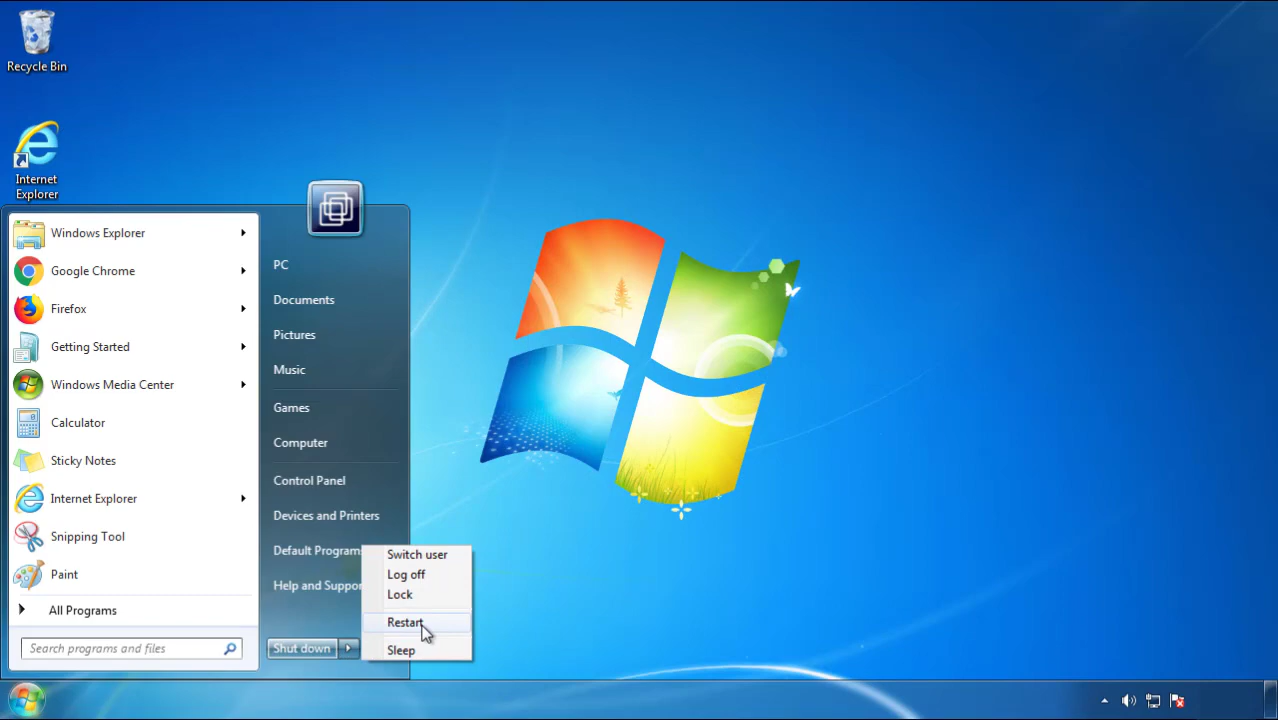 Recycle Bin
Internet
Explorer
Windows Explorer
Google Chrome
Firefox
Getting Started
Windows Media Center
Calculator
Sticky Notes
Internet Explorer
Snipping Tool
Paint
All Programs
Search programs and files
PC
Documents
Pictures
Music
Games
Computer
Control Panel
Devices and Printers
Default Program
Help and Suppor
Shut down
Switch user
Log off
Lock
Restart
Sleep